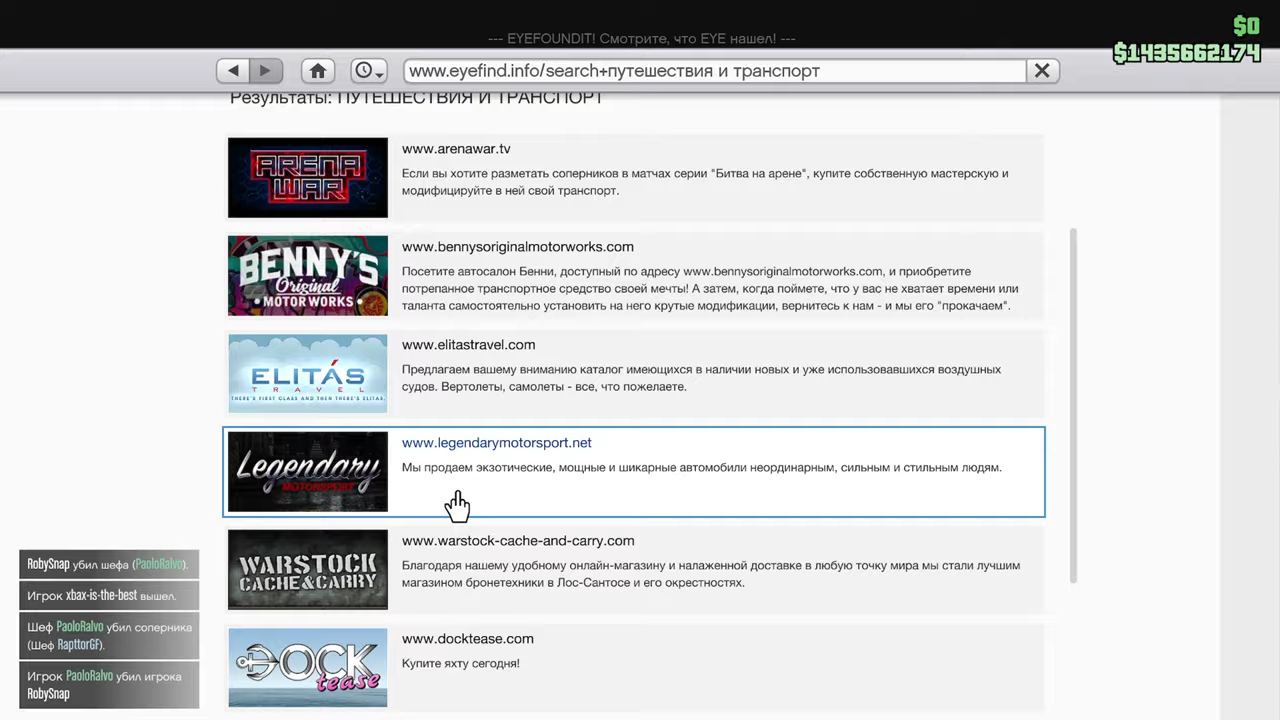 $0
--- EYEFOUNDIT! Смотрите, что EYE нашел! ---
$1435662174
www.eyefind.info/search+путешествия и транспорт
Результаты: ПУТЕШЕСТВИЯ И ТРАНСПОРТ
ARENA
WAR
www.arenawar.tv
Если вы хотите разметать соперников в матчах серии "Битва на арене", купите собственную мастерскую и
модифицируйте в ней свой транспорт.
BENNY'S
Original
MOTOR WORKS
www.bennysoriginalmotorworks.com
Посетите автосалон Бенни, доступный по адресу www.bennysoriginalmotorworks.com, и приобретите
потрепанное транспортное средство своей мечты! А затем, когда поймете, что у вас не хватает времени или
таланта самостоятельно установить на него крутые модификации, вернитесь к нам - и мы его "прокачаем".
ELITÁS
TRAVEL
THERE'S FIRST CLASS AND THEN THERE'S ELITAS.
www.elitastravel.com
Предлагаем вашему вниманию каталог имеющихся в наличии новых и уже использовавшихся воздушных
судов. Вертолеты, самолеты - все, что пожелаете.
Legendary
MOTORSPORT
www.legendarymotorsport.net
Мы продаем экзотические, мощные и шикарные автомобили неординарным, сильным и стильным людям.
WARSTOCK
CACHE&CARRY
www.warstock-cache-and-carry.com
Благодаря нашему удобному онлайн-магазину и налаженной доставке в любую точку мира мы стали лучшим
магазином бронетехники в Лос-Сантосе и его окрестностях.
DOCK
tease
www.docktease.com
Купите яхту сегодня!
RobySnap убил шефа (PaoloRalvo).
Игрок xbax-is-the-best вышел.
Шеф PaoloRalvo убил соперника
(Шеф RapttorGF).
Игрок PaoloRalvo убил игрока
RobySnap